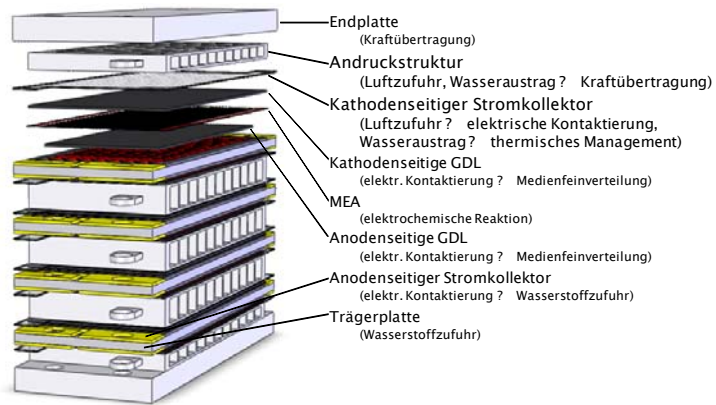 Endplatte
(Kraftübertragung)
Andruckstruktur
(Luftzufuhr, Wasseraustrag ? Kraftübertragung)
Kathodenseitiger Stromkollektor
(Luftzufuhr ? elektrische Kontaktierung,
Wasseraustrag ? thermisches Management)
Kathodenseitige GDL
(elektr. Kontaktierung ? Medienfeinverteilung)
MEA
(elektrochemische Reaktion)
Anodenseitige GDL
(elektr. Kontaktierung ? Medienfeinverteilung)
Anodenseitiger Stromkollektor
(elektr. Kontaktierung ? Wasserstoffzufuhr)
Trägerplatte
(Wasserstoffzufuhr)